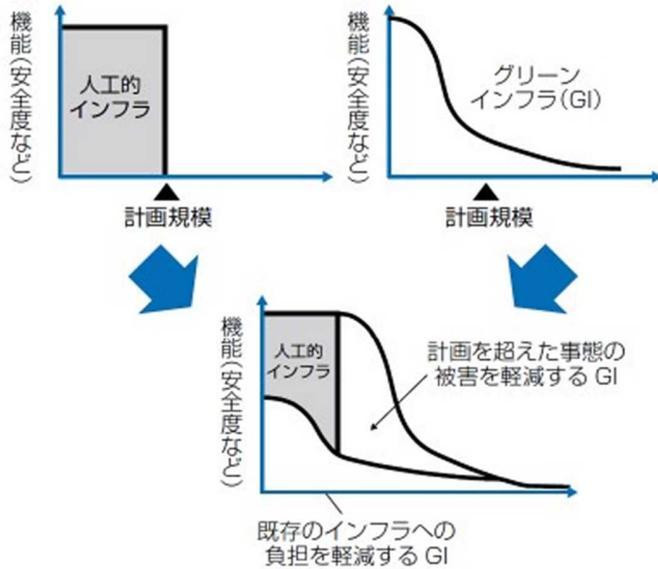 機能(安全度など)
人工的
インフラ
計画規模
機能(安全度など)
グリーン
インフラ(GI)
計画規模
機能(安全度など)
人工的
インフラ
計画を超えた事態の
被害を軽減する GI
既存のインフラへの
負担を軽減する GI